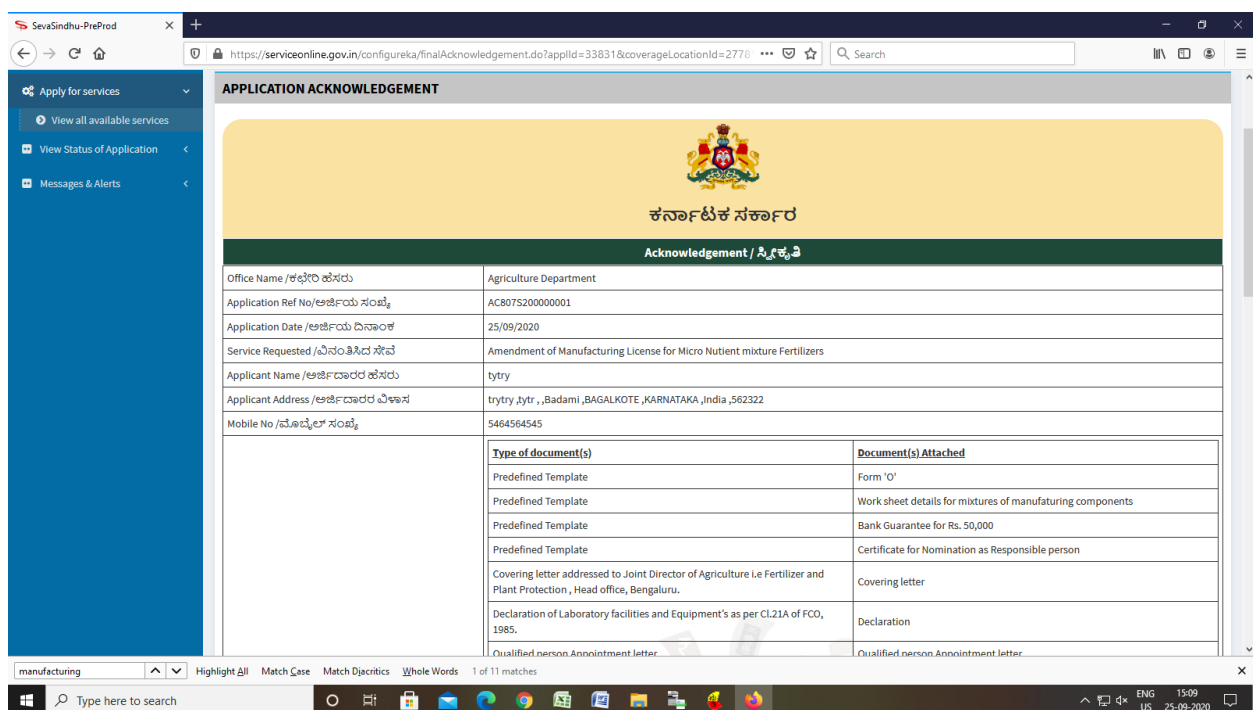 SevaSindhu-PreProd
https://serviceonline.gov.in/configureka/finalAcknowledgement.do?applId=33831&coverageLocationId=2778
Search
Apply for services
View all available services
View Status of Application
Messages & Alerts
APPLICATION ACKNOWLEDGEMENT
ಕರ್ನಾಟಕ ಸರ್ಕಾರ
Acknowledgement / ಸ್ವೀಕೃತಿ
Office Name /ಕಛೇರಿ ಹೆಸರು Agriculture Department
Application Ref No/ಅರ್ಜಿಯ ಸಂಖ್ಯೆ AC807S200000001
Application Date /ಅರ್ಜಿಯ ದಿನಾಂಕ 25/09/2020
Service Requested /ವಿನಂತಿಸಿದ ಸೇವೆ Amendment of Manufacturing License for Micro Nutient mixture Fertilizers
Applicant Name /ಅರ್ಜಿದಾರರ ಹೆಸರು tytry
Applicant Address /ಅರ್ಜಿದಾರರ ವಿಳಾಸ trytry ,tytr , ,Badami ,BAGALKOTE ,KARNATAKA ,India ,562322
Mobile No /ಮೊಬೈಲ್ ಸಂಖ್ಯೆ 5464564545
Type of document(s) Document(s) Attached
Predefined Template Form 'O'
Predefined Template Work sheet details for mixtures of manufaturing components
Predefined Template Bank Guarantee for Rs. 50,000
Predefined Template Certificate for Nomination as Responsible person
Covering letter addressed to Joint Director of Agriculture i.e Fertilizer and
Plant Protection , Head office, Bengaluru.
Covering letter
Declaration of Laboratory facilities and Equipment's as per Cl.21A of FCO,
1985.
Declaration
Qualified person Appointment letter Qualified person Appointment letter
manufacturing Highlight All Match Case Match Diacritics Whole Words 1 of 11 matches
Type here to search
ENG 15:09
US 25-09-2020